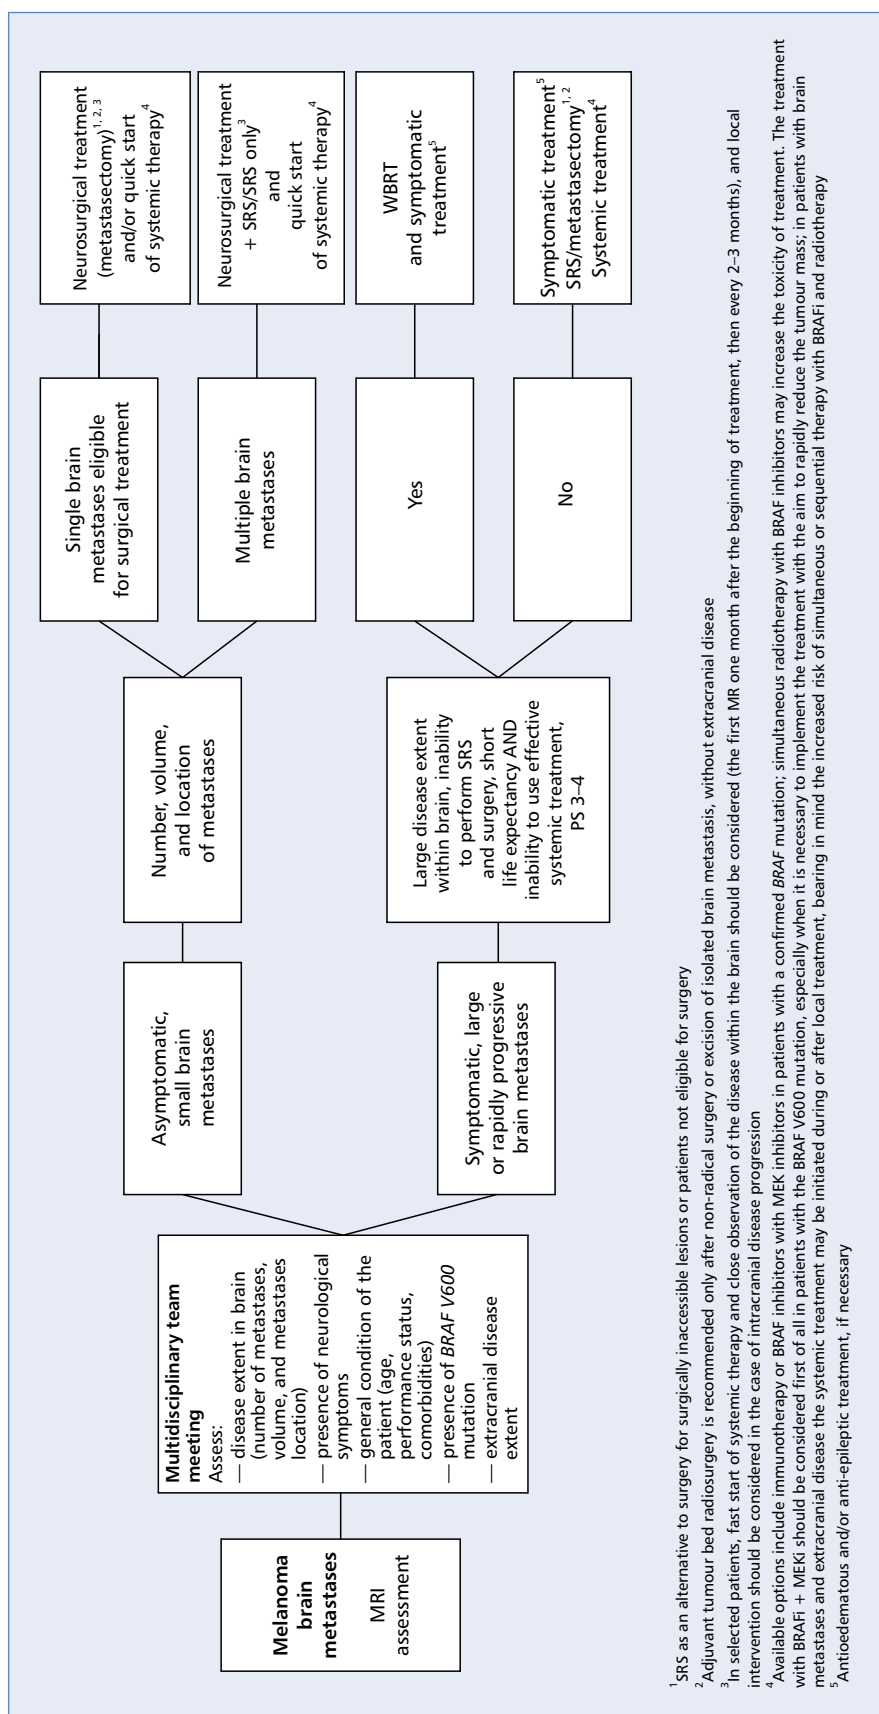 Melanoma
brain
metastases
MRI
assessment
Multidisciplinary team
meeting
Assess:
— disease extent in brain
(number of metastases,
volume, and metastases
location)
— presence of neurological
symptoms
— general condition of the
patient (age,
performance status,
comorbidities)
— presence of BRAF V600
mutation
— extracranial disease
extent
Asymptomatic,
small brain
metastases
Symptomatic, large
or rapidly progressive
brain metastases
Number, volume,
and location
of metastases
Large disease extent
within brain, inability
to perform SRS
and surgery, short
life expectancy AND
inability to use effective
systemic treatment,
PS 3–4
Single brain
metastases eligible
for surgical treatment
Multiple brain
metastases
Yes
No
Neurosurgical treatment
(metastasectomy)1, 2, 3
and/or quick start
of systemic therapy4
Neurosurgical treatment
+ SRS/SRS only3
and
quick start
of systemic therapy4
WBRT
and symptomatic
treatment5
Symptomatic treatment5
SRS/metastasectomy1, 2
Systemic treatment4
1SRS as an alternative to surgery for surgically inaccessible lesions or patients not eligible for surgery
2Adjuvant tumour bed radiosurgery is recommended only after non-radical surgery or excision of isolated brain metastasis, without extracranial disease
3In selected patients, fast start of systemic therapy and close observation of the disease within the brain should be considered (the first MR one month after the beginning of treatment, then every 2–3 months), and local
intervention should be considered in the case of intracranial disease progression
4Available options include immunotherapy or BRAF inhibitors with MEK inhibitors in patients with a confirmed BRAF mutation; simultaneous radiotherapy with BRAF inhibitors may increase the toxicity of treatment. The treatment
with BRAFi + MEKi should be considered first of all in patients with the BRAF V600 mutation, especially when it is necessary to implement the treatment with the aim to rapidly reduce the tumour mass; in patients with brain
metastases and extracranial disease the systemic treatment may be initiated during or after local treatment, bearing in mind the increased risk of simultaneous or sequential therapy with BRAFi and radiotherapy
5Antioedematous and/or anti-epileptic treatment, if necessary